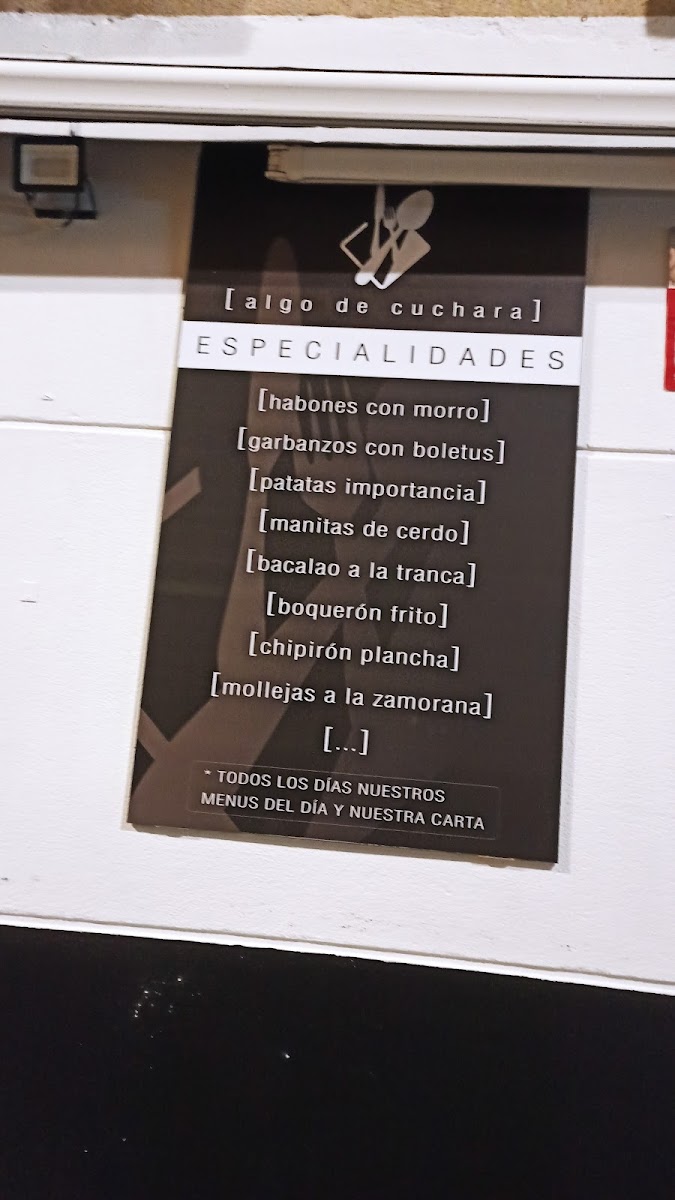 [algo de cuchara]
ESPECIALIDADES
[habones con morro]
[garbanzos con boletus]
[patatas importancia]
[manitas de cerdo]
[bacalao a la tranca]
[boquerón frito]
[chipirón plancha]
[mollejas a la zamorana]
[...]
* TODOS LOS DÍAS NUESTROS
MENUS DEL DÍA Y NUESTRA CARTA